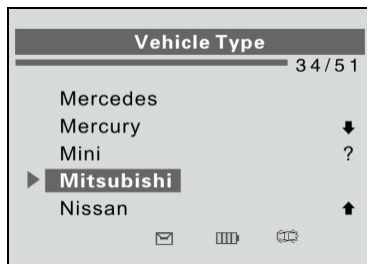 Vehicle Type
34/51
Mercedes
Mercury
Mini ?
Mitsubishi
Nissan